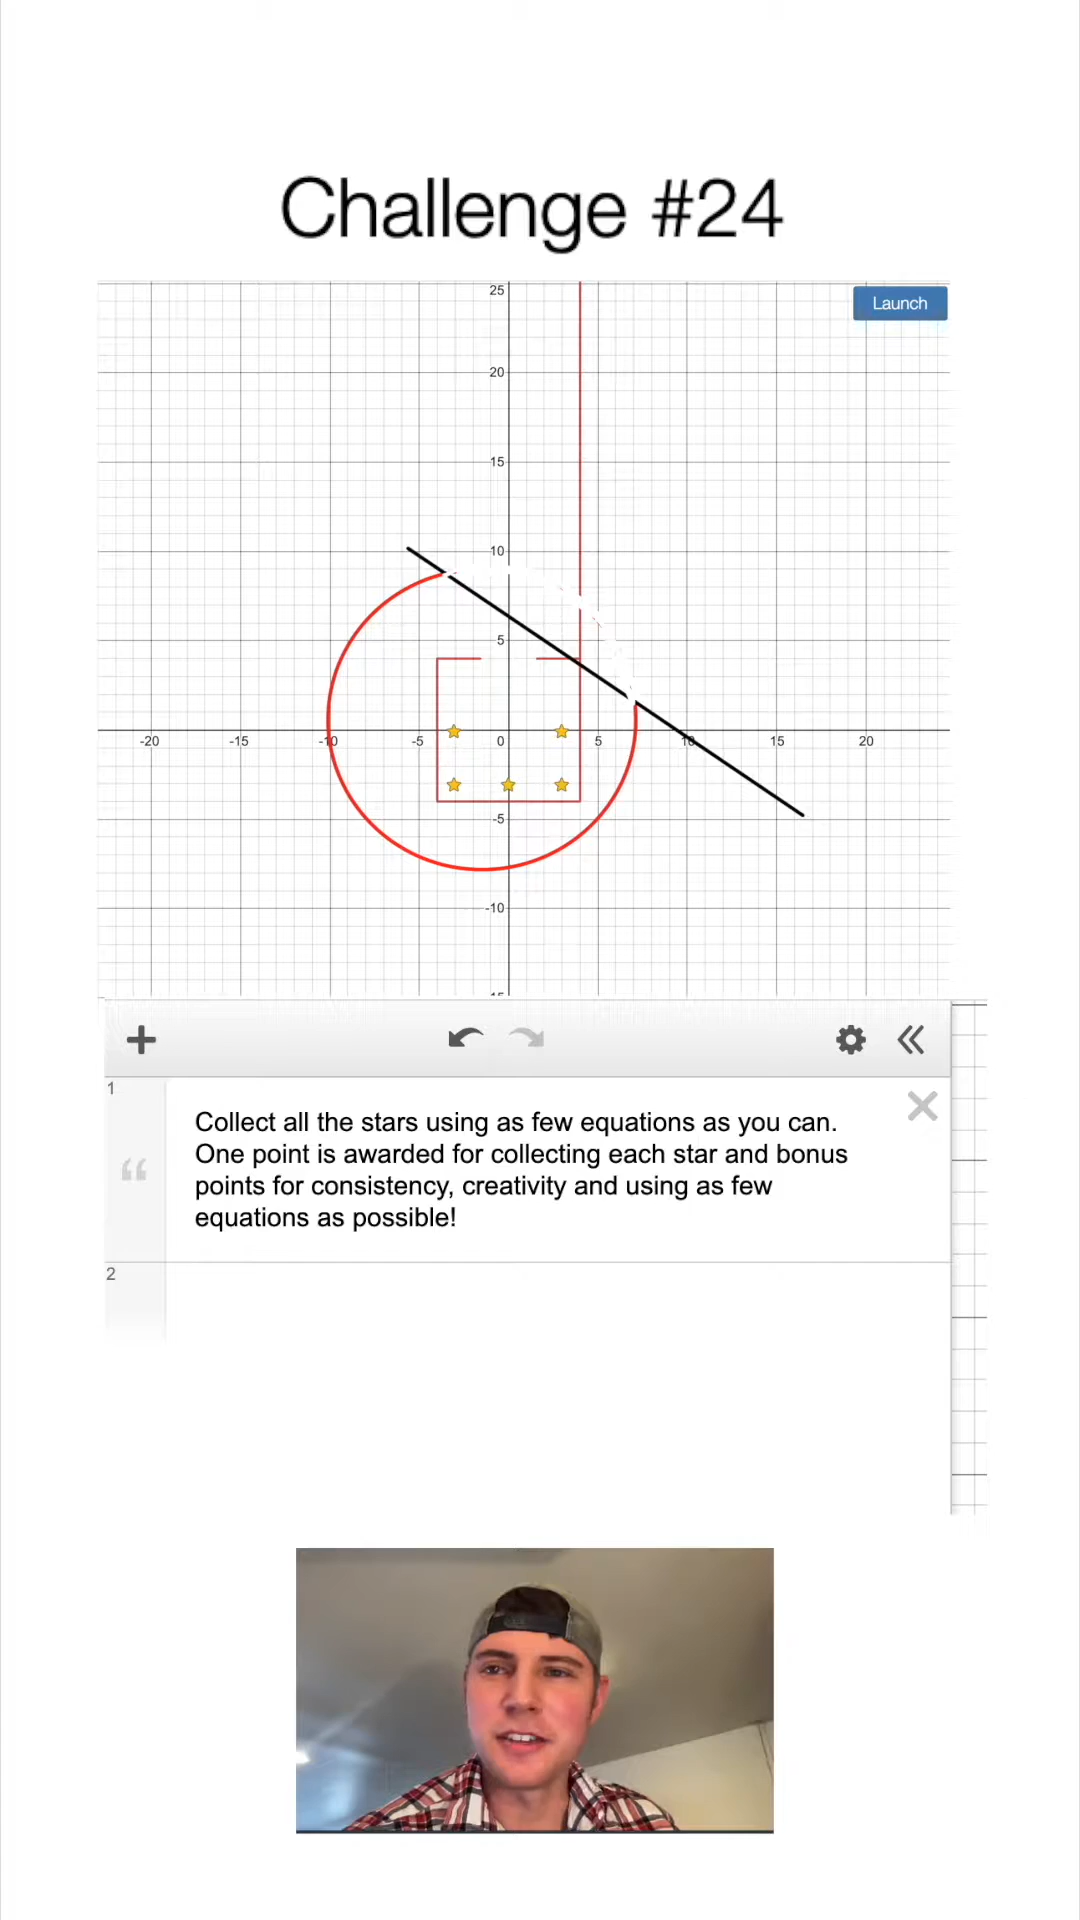 Challenge #24
Launch
25
20
15
10
5
-20 -15 -10 -5 0 5 10 15 20
-5
-10
1
Collect all the stars using as few equations as you can.
One point is awarded for collecting each star and bonus
points for consistency, creativity and using as few
equations as possible!
2